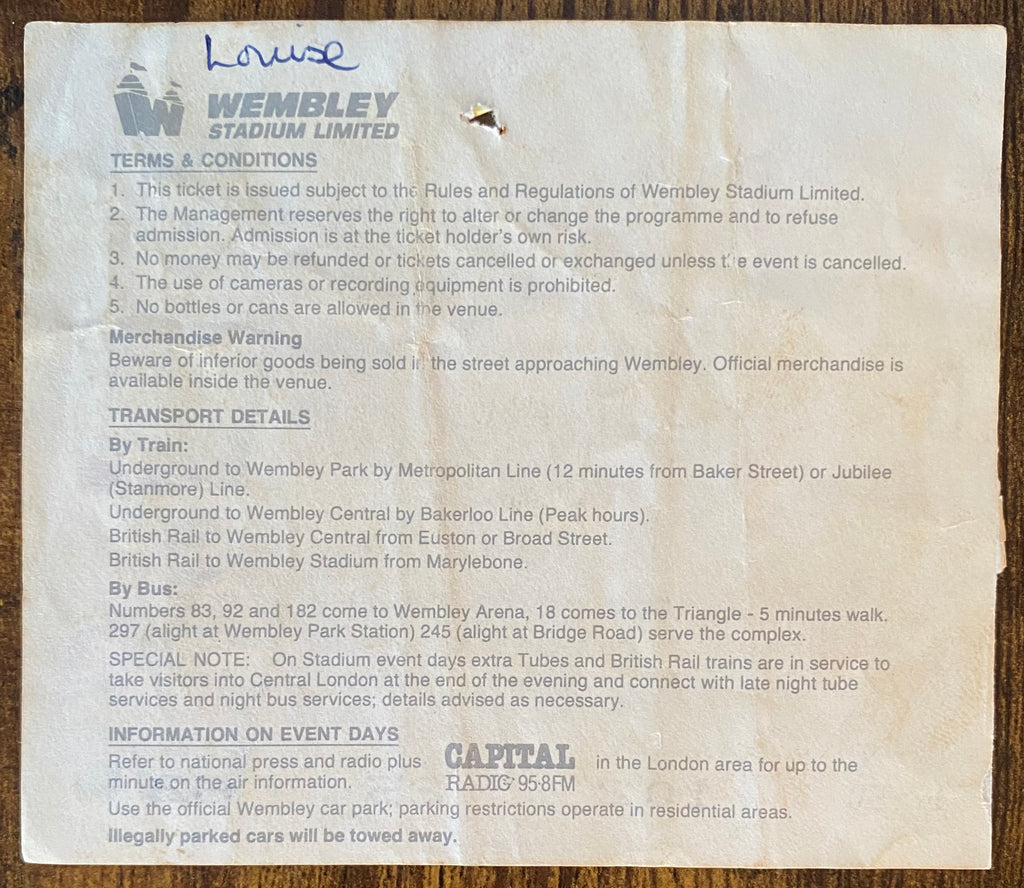 Louise
WEMBLEY
STADIUM LIMITED
TERMS & CONDITIONS
1. This ticket is issued subject to the Rules and Regulations of Wembley Stadium Limited.
2. The Management reserves the right to alter or change the programme and to refuse
admission. Admission is at the ticket holder's own risk.
3. No money may be refunded or tickets cancelled or exchanged unless the event is cancelled.
4. The use of cameras or recording equipment is prohibited.
5. No bottles or cans are allowed in the venue.
Merchandise Warning
Beware of inferior goods being sold in the street approaching Wembley. Official merchandise is
available inside the venue.
TRANSPORT DETAILS
By Train:
Underground to Wembley Park by Metropolitan Line (12 minutes from Baker Street) or Jubilee
(Stanmore) Line.
Underground to Wembley Central by Bakerloo Line (Peak hours).
British Rail to Wembley Central from Euston or Broad Street.
British Rail to Wembley Stadium from Marylebone.
By Bus:
Numbers 83, 92 and 182 come to Wembley Arena, 18 comes to the Triangle - 5 minutes walk.
297 (alight at Wembley Park Station) 245 (alight at Bridge Road) serve the complex.
SPECIAL NOTE: On Stadium event days extra Tubes and British Rail trains are in service to
take visitors into Central London at the end of the evening and connect with late night tube
services and night bus services; details advised as necessary.
INFORMATION ON EVENT DAYS
Refer to national press and radio plus CAPITAL in the London area for up to the
minute on the air information. RADIO 95·8FM
Use the official Wembley car park; parking restrictions operate in residential areas.
Illegally parked cars will be towed away.